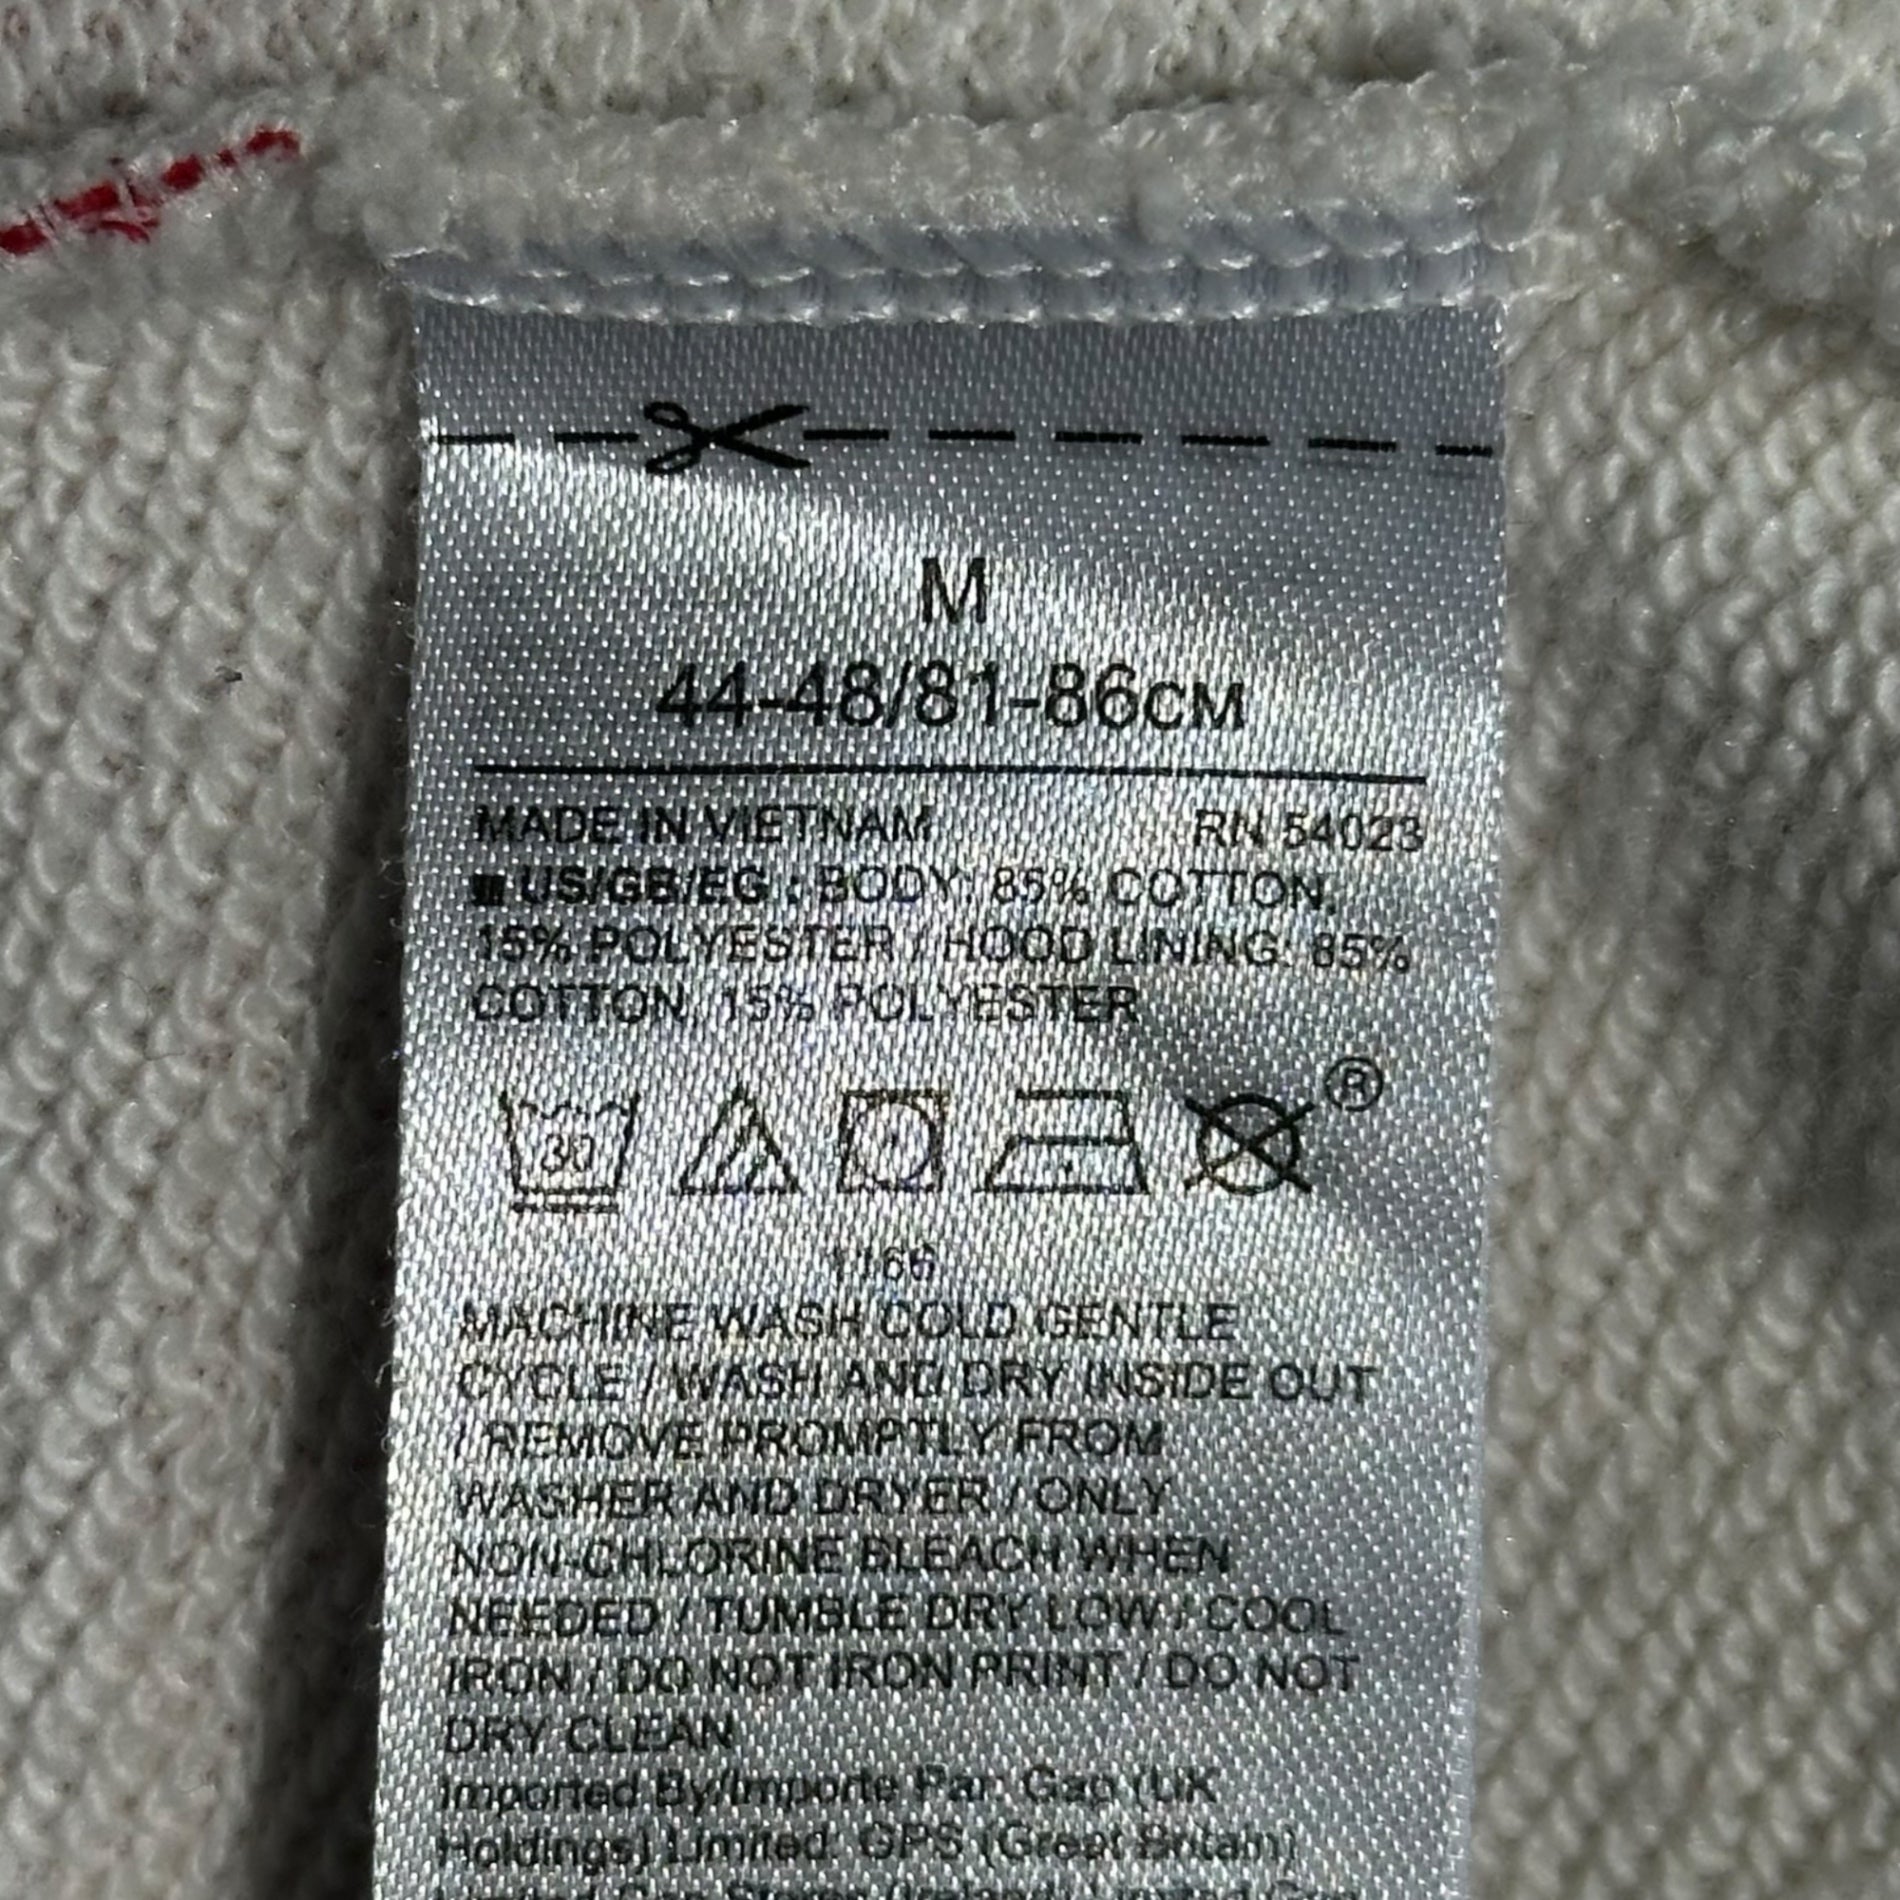 M
44-48/81-86CM
MADE IN VIETNAM RN 54023
■ US/GB/EG : BODY: 85% COTTON,
15% POLYESTER / HOOD LINING: 85%
COTTON, 15% POLYESTER
30
®
1166
MACHINE WASH COLD GENTLE
CYCLE / WASH AND DRY INSIDE OUT
/ REMOVE PROMPTLY FROM
WASHER AND DRYER / ONLY
NON-CHLORINE BLEACH WHEN
NEEDED / TUMBLE DRY LOW / COOL
IRON / DO NOT IRON PRINT / DO NOT
DRY CLEAN
Imported By/Importe Par: Gap (UK
Holdings) Limited. GPS (Great Britain)